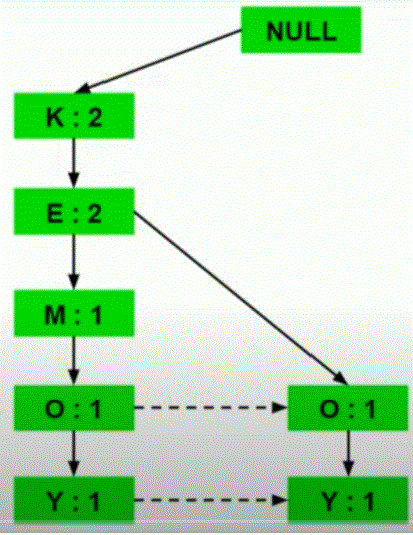 NULL
K : 2
E : 2
M : 1
O : 1
O : 1
Y : 1
Y : 1